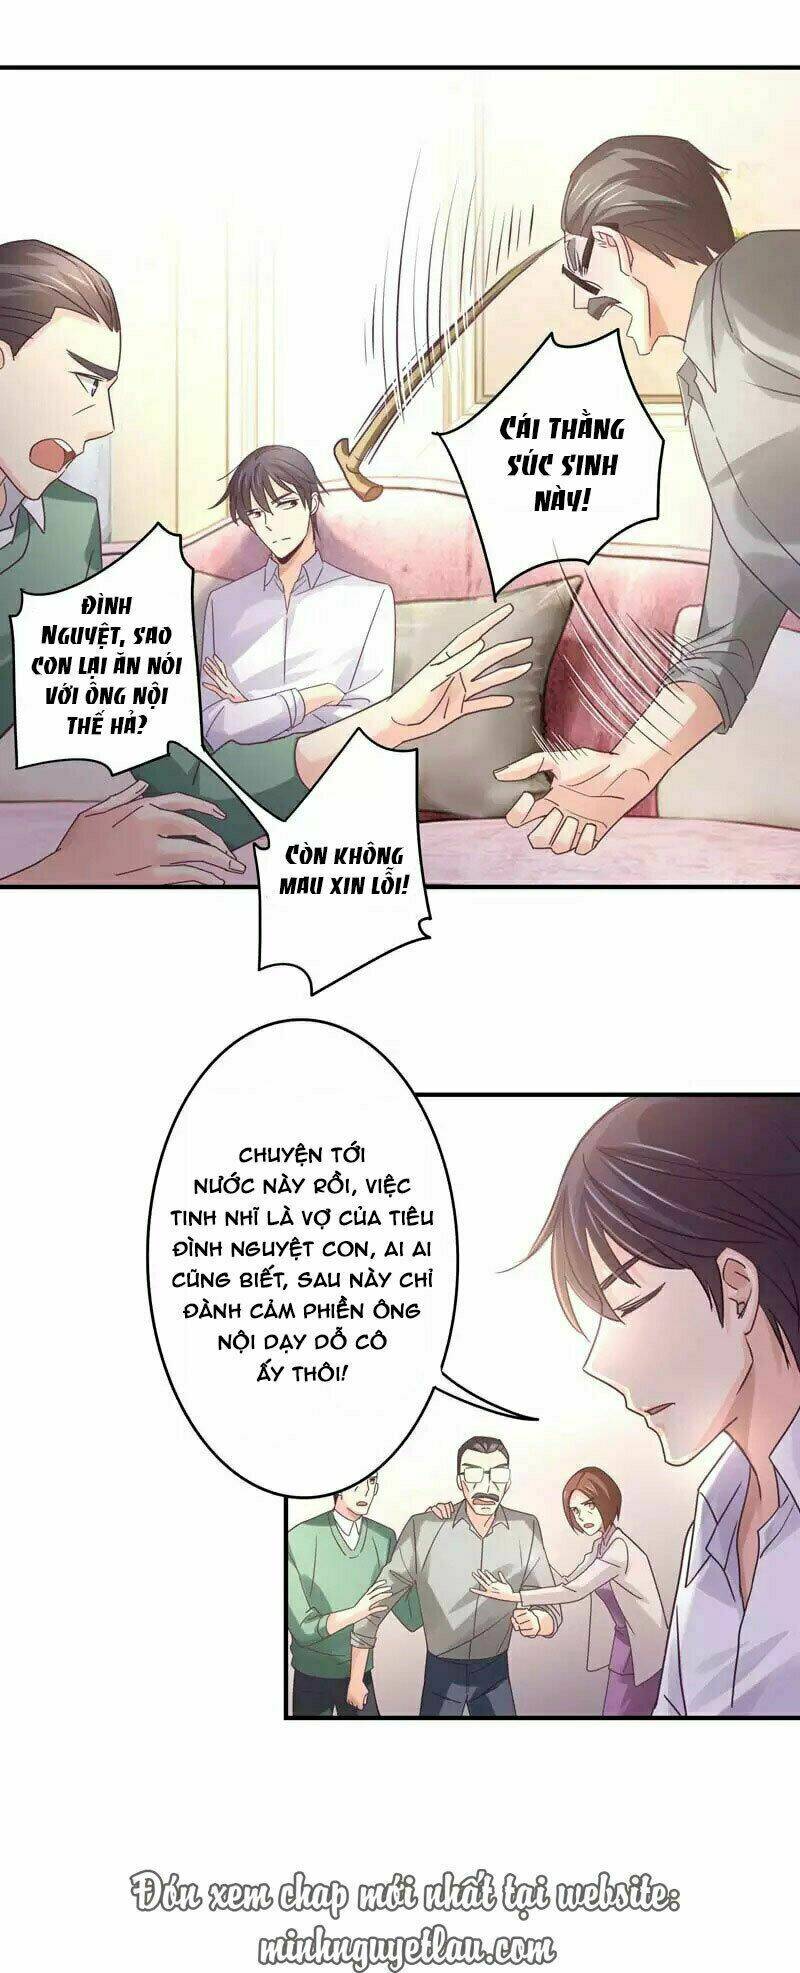 Cái thằng
súc sinh
này!
Đình
Nguyệt, sao
con lại ăn nói
với ông nội
thế hả?
Còn không
mau xin lỗi!
CHUYỆN TỚI
NƯỚC NÀY RỒI, VIỆC
TINH NHĨ LÀ VỢ CỦA TIÊU
ĐÌNH NGUYỆT CON, AI AI
CŨNG BIẾT, SAU NÀY CHỈ
ĐÀNH CẢM PHIỀN ÔNG
NỘI DẠY DỖ CÔ
ẤY THÔI!
Đón xem chap mới nhất tại website:
minhnguyetlau.com